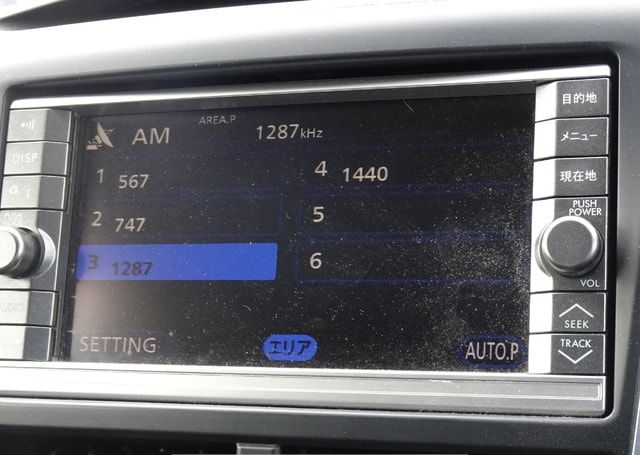 AREA.P
AM 1287kHz
1 567
4 1440
2 747
5
3 1287
6
SETTING エリア AUTO.P
DISP
目的地
メニュー
現在地
PUSH
POWER
VOL
SEEK
TRACK